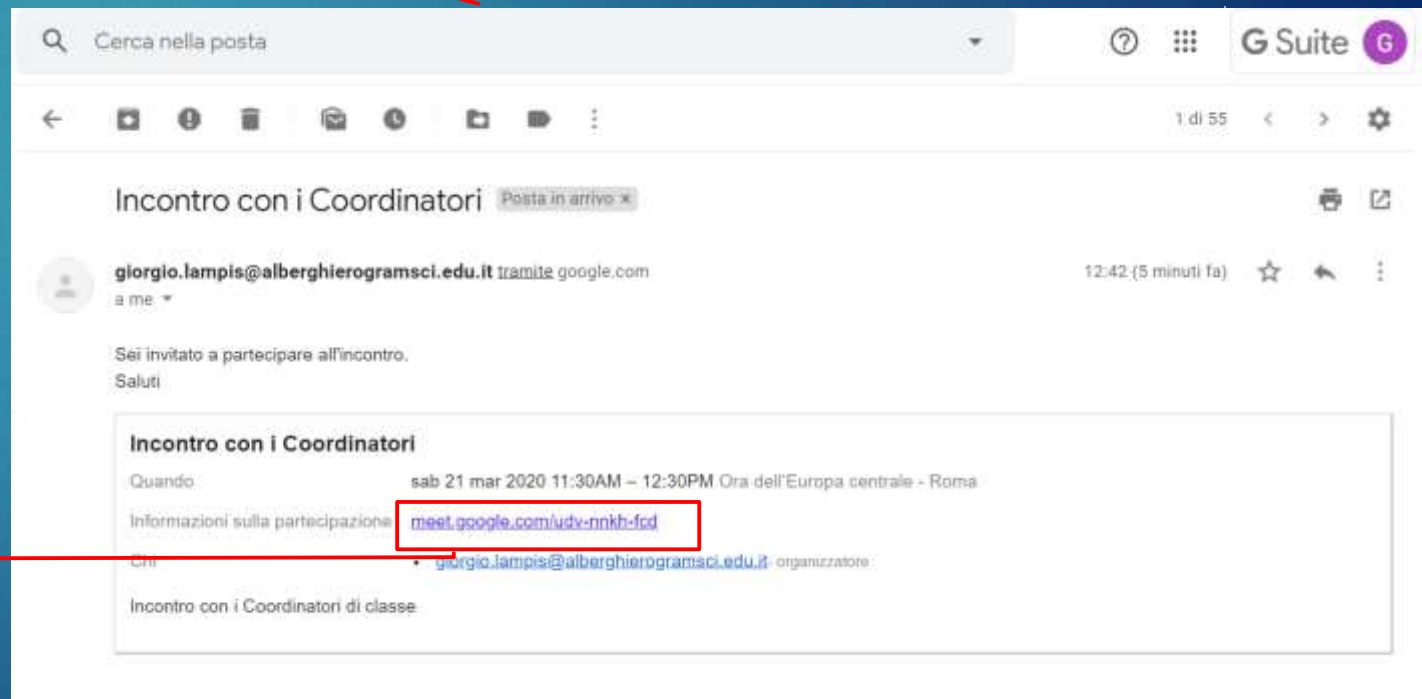 Cerca nella posta
G Suite G
1 di 55
Incontro con i Coordinatori Posta in arrivo ×
giorgio.lampis@alberghierogramsci.edu.it tramite google.com 12:42 (5 minuti fa)
a me
Sei invitato a partecipare all'incontro.
Saluti
Incontro con i Coordinatori
Quando sab 21 mar 2020 11:30AM – 12:30PM Ora dell'Europa centrale - Roma
Informazioni sulla partecipazione meet.google.com/udv-nnkh-fcd
Chi • giorgio.lampis@alberghierogramsci.edu.it - organizzatore
Incontro con i Coordinatori di classe